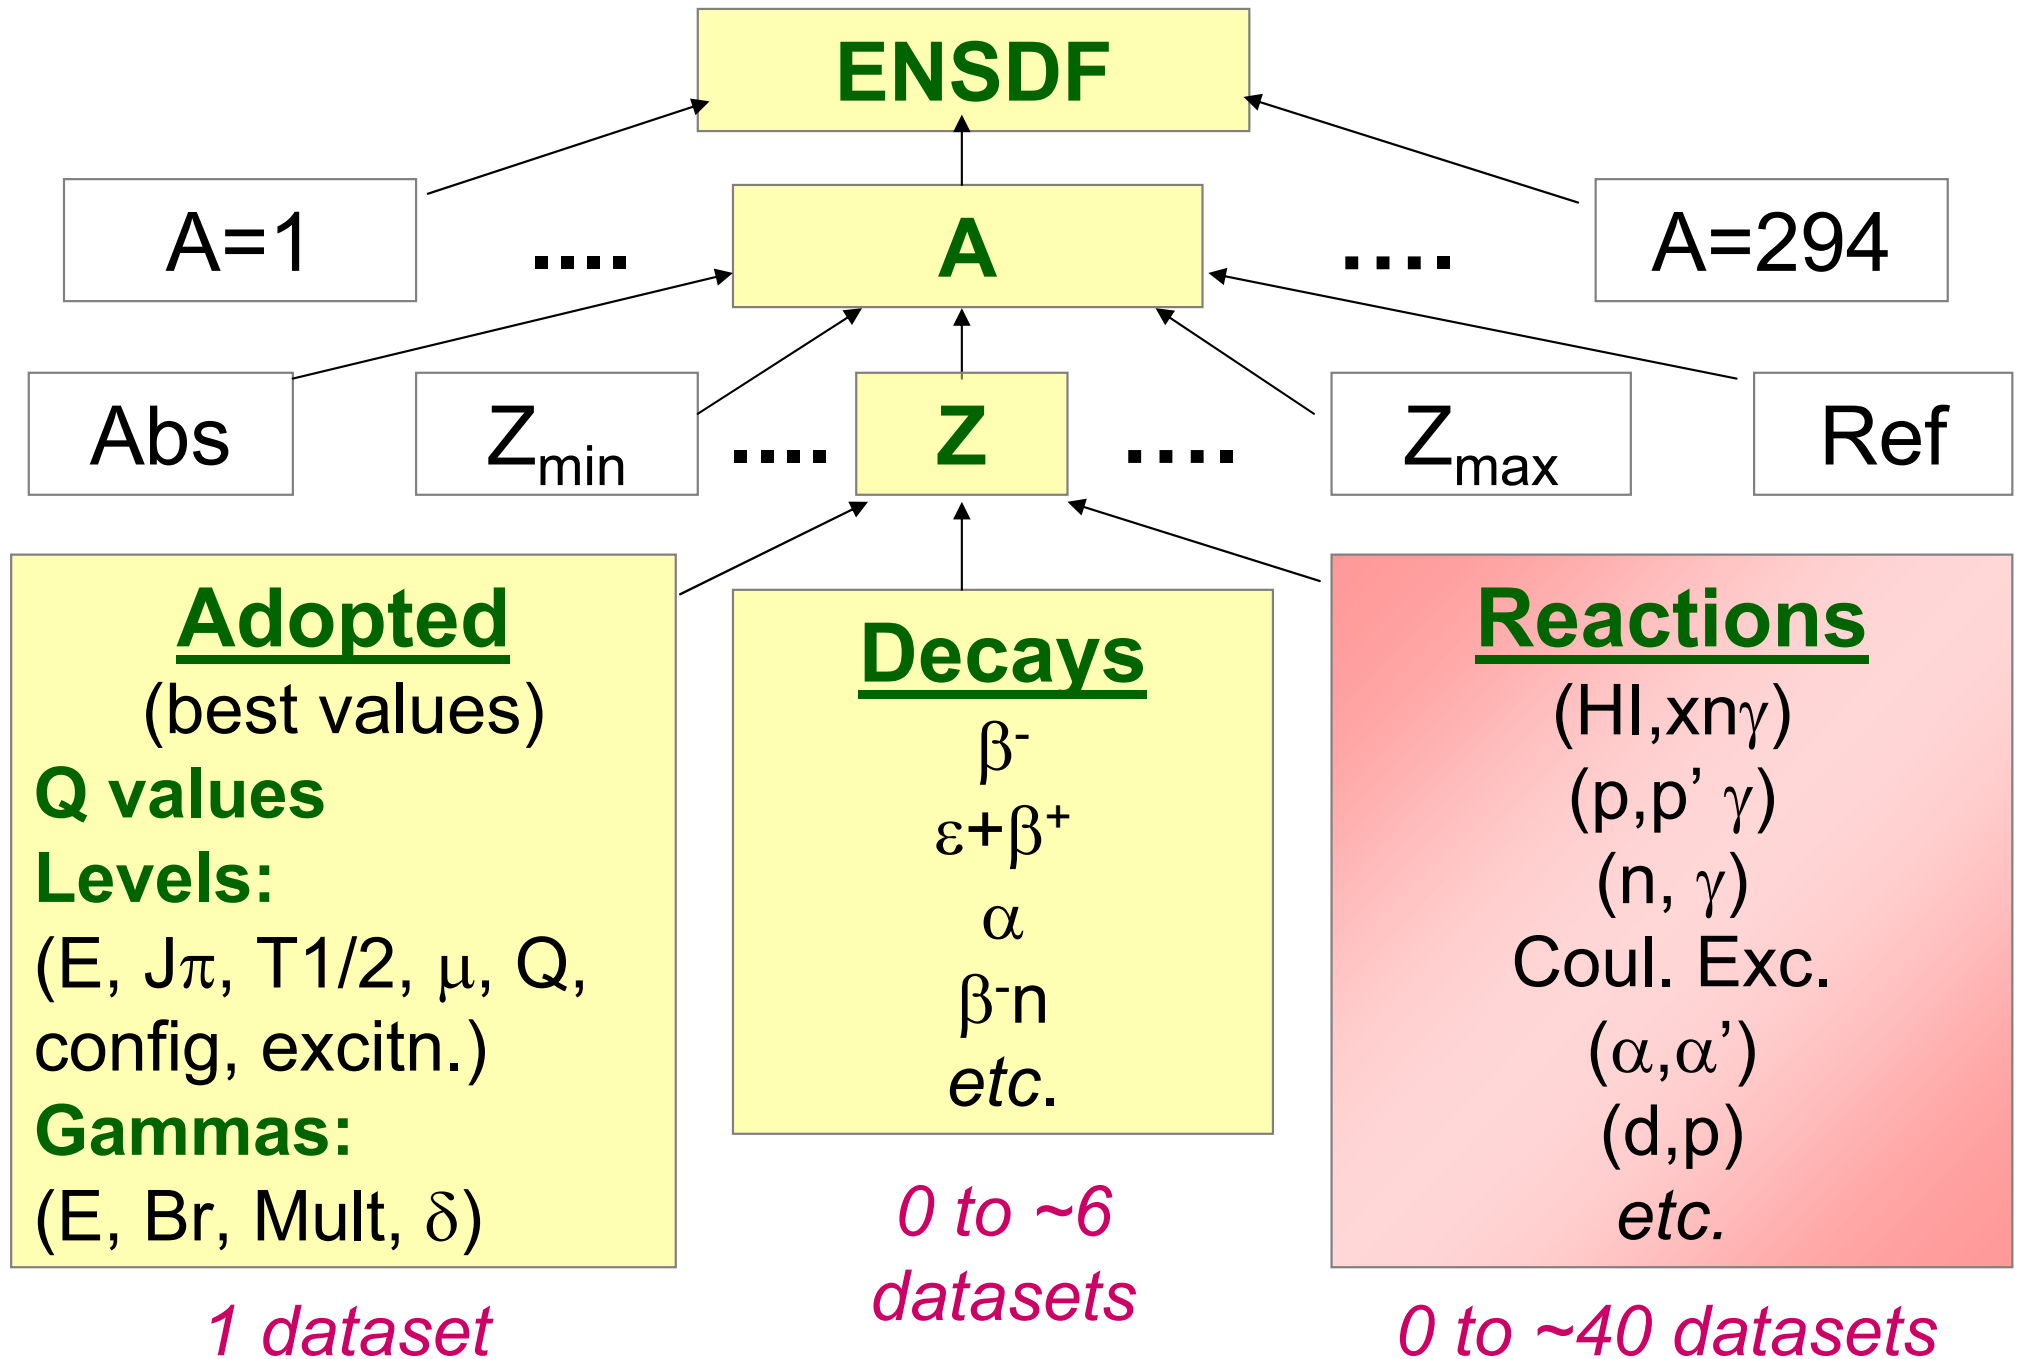 ENSDF
A=1
....
A
....
A=294
Abs
Zmin
....
Z
....
Zmax
Ref
Adopted
(best values)
Q values
Levels:
(E, Jπ, T1/2, μ, Q,
config, excitn.)
Gammas:
(E, Br, Mult, δ)
1 dataset
Decays
β-
ε+β+
α
β-n
etc.
0 to ~6
datasets
Reactions
(HI,xnγ)
(p,p’ γ)
(n, γ)
Coul. Exc.
(α,α’)
(d,p)
etc.
0 to ~40 datasets